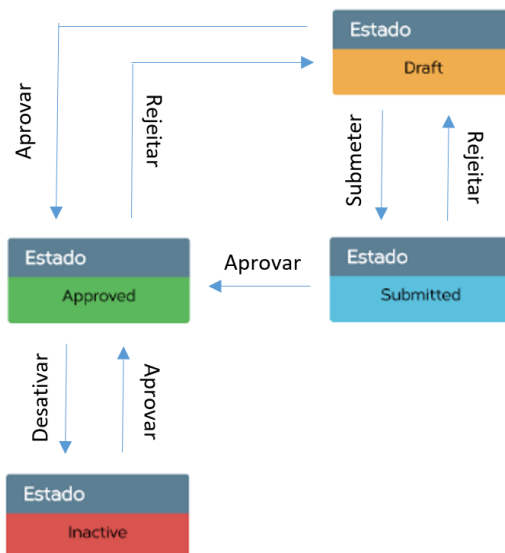 Estado
Draft
Aprovar
Rejeitar
Submeter
Rejeitar
Estado
Approved
Aprovar
Estado
Submitted
Desativar
Aprovar
Estado
Inactive